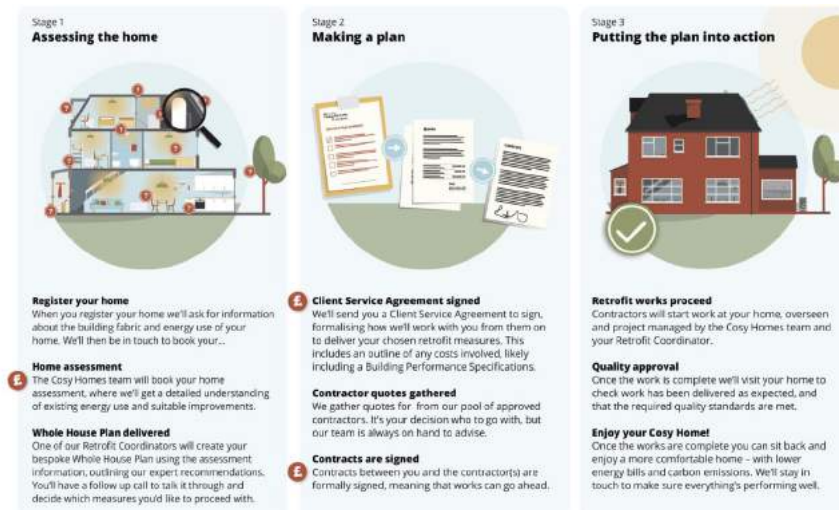 Stage 1
Assessing the home
Register your home
When you register your home we'll ask for information
about the building fabric and energy use of your
home. We'll then be in touch to book your...
£
Home assessment
The Cosy Homes team will book your home
assessment, where we'll get a detailed understanding
of existing energy use and suitable improvements.
Whole House Plan delivered
One of our Retrofit Coordinators will create your
bespoke Whole House Plan using the assessment
information, outlining our expert recommendations.
You'll have a follow up call to talk it through and
decide which measures you'd like to proceed with.
Stage 2
Making a plan
£
Client Service Agreement signed
We'll send you a Client Service Agreement to sign,
formalising how we'll work with you from them on
to deliver your chosen retrofit measures. This
includes an outline of any costs involved, likely
including a Building Performance Specifications.
Contractor quotes gathered
We gather quotes for from our pool of approved
contractors. It's your decision who to go with, but
our team is always on hand to advise.
£
Contracts are signed
Contracts between you and the contractor(s) are
formally signed, meaning that works can go ahead.
Stage 3
Putting the plan into action
Retrofit works proceed
Contractors will start work at your home, overseen
and project managed by the Cosy Homes team and
your Retrofit Coordinator.
Quality approval
Once the work is complete we'll visit your home to
check work has been delivered as expected, and
that the required quality standards are met.
Enjoy your Cosy Home!
Once the works are complete you can sit back and
enjoy a more comfortable home – with lower
energy bills and carbon emissions. We'll stay in
touch to make sure everything's performing well.